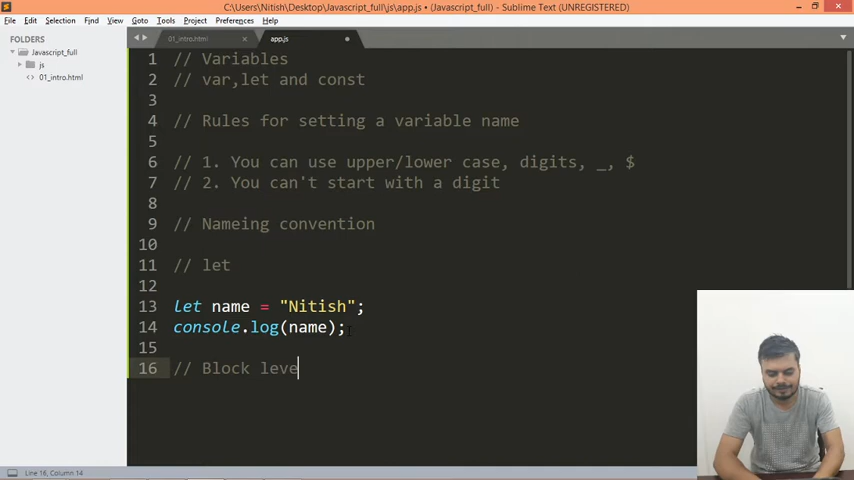 C:\Users\Nitish\Desktop\Javascript_full\js\app.js • (Javascript_full) - Sublime Text (UNREGISTERED)
File Edit Selection Find View Goto Tools Project Preferences Help
FOLDERS
Javascript_full
js
01_intro.html
01_intro.html
app.js
1 // Variables
2 // var,let and const
3
4 // Rules for setting a variable name
5
6 // 1. You can use upper/lower case, digits, _, $
7 // 2. You can't start with a digit
8
9 // Nameing convention
10
11 // let
12
13 let name = "Nitish";
14 console.log(name);
15
16 // Block leve
Line 16, Column 14